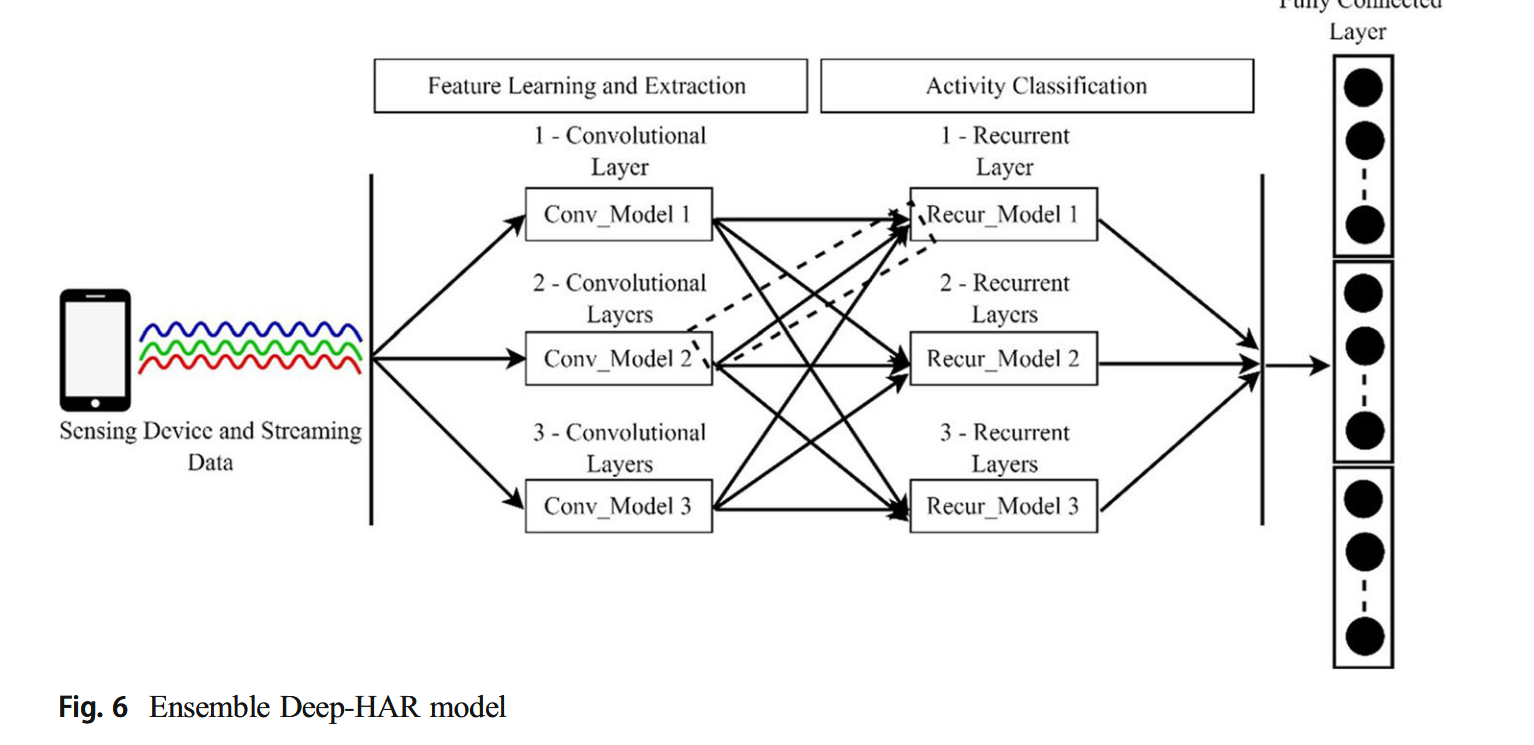 Fully Connected
Layer
Feature Learning and Extraction
Activity Classification
1 - Convolutional
Layer
1 - Recurrent
Layer
Conv_Model 1
Recur_Model 1
2 - Convolutional
Layers
2 - Recurrent
Layers
Conv_Model 2
Recur_Model 2
Sensing Device and Streaming
Data
3 - Convolutional
Layers
3 - Recurrent
Layers
Conv_Model 3
Recur_Model 3
Fig. 6 Ensemble Deep-HAR model